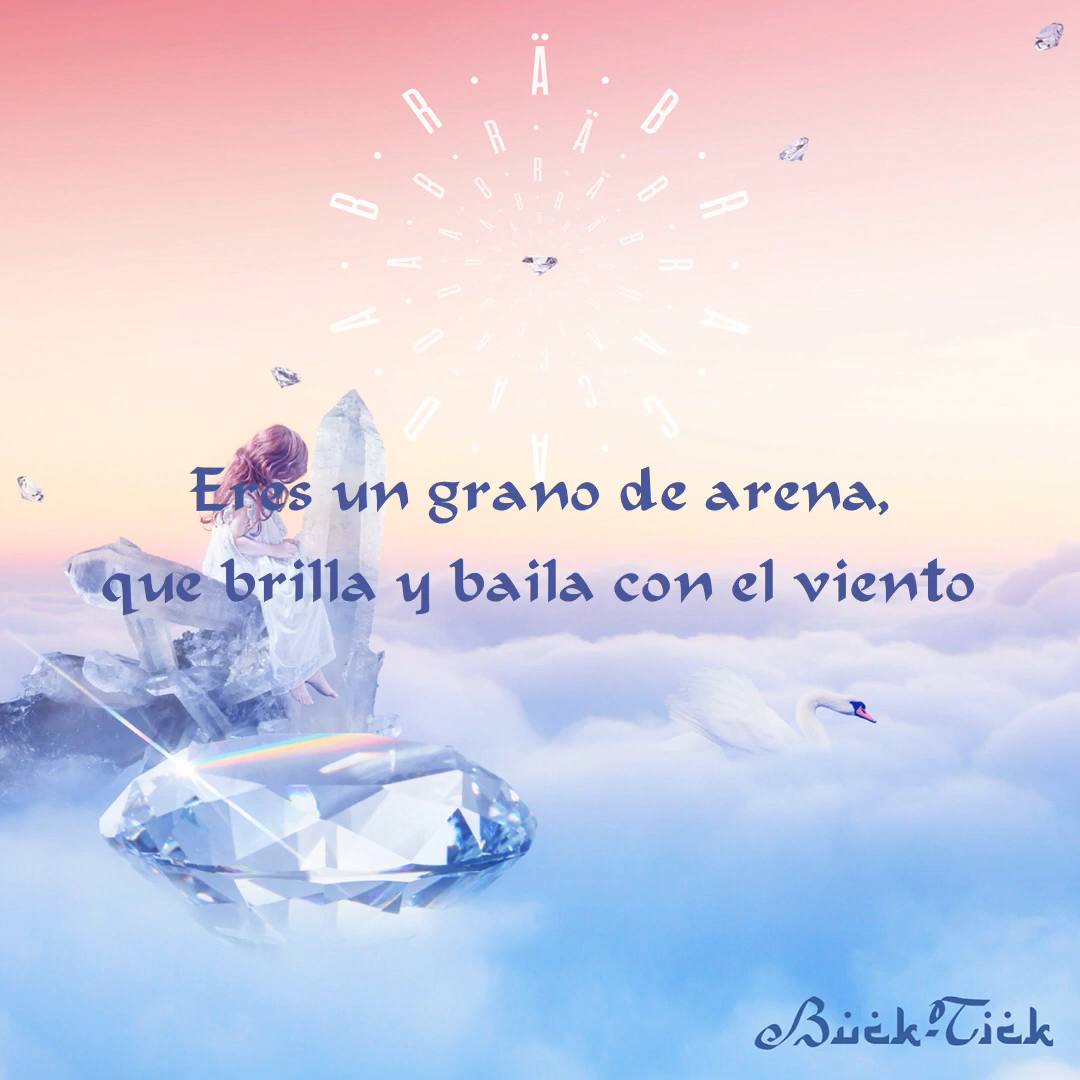 Ä·B·R·A·C·A·D·A·B·R
Eres un grano de arena,
que brilla y baila con el viento
Buck-Tick